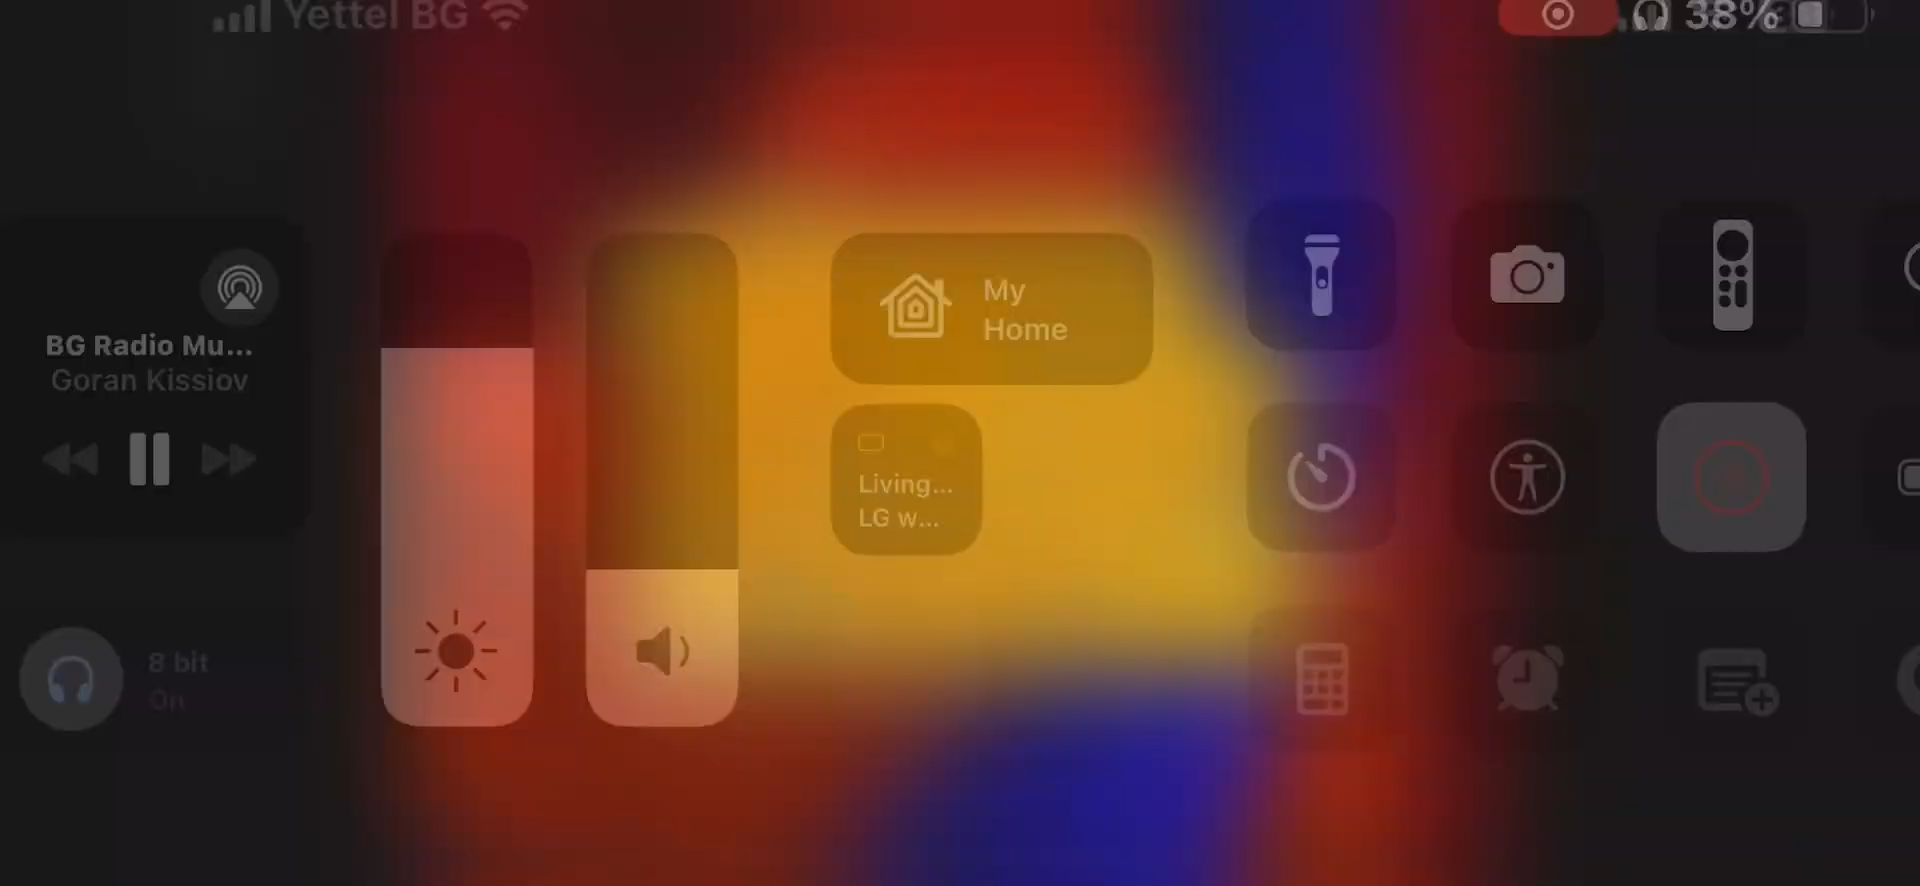 Yettel BG
38%
BG Radio Mu...
Goran Kissiov
8 bit
On
My
Home
Living...
LG w...